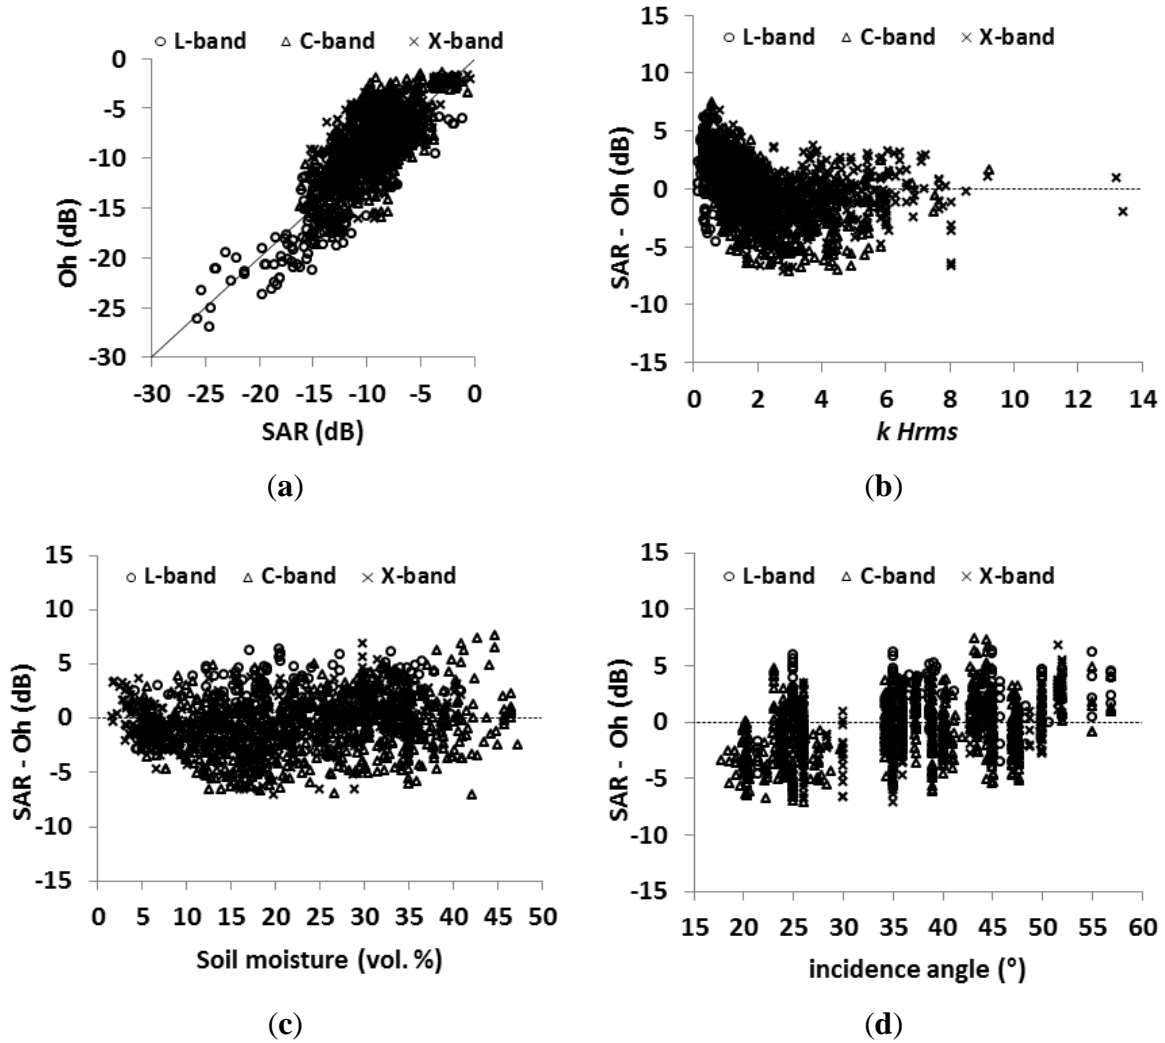 L-band C-band X-band
0
-5
-10
-15
-20
-25
-30
Oh (dB)
-30 -25 -20 -15 -10 -5 0
SAR (dB)
(a)
15
10
5
0
-5
-10
-15
SAR - Oh (dB)
L-band C-band X-band
0 2 4 6 8 10 12 14
k Hrms
(b)
15
10
5
0
-5
-10
-15
SAR - Oh (dB)
L-band C-band X-band
0 5 10 15 20 25 30 35 40 45 50
Soil moisture (vol. %)
(c)
15
10
5
0
-5
-10
-15
SAR - Oh (dB)
L-band C-band X-band
15 20 25 30 35 40 45 50 55 60
incidence angle (°)
(d)